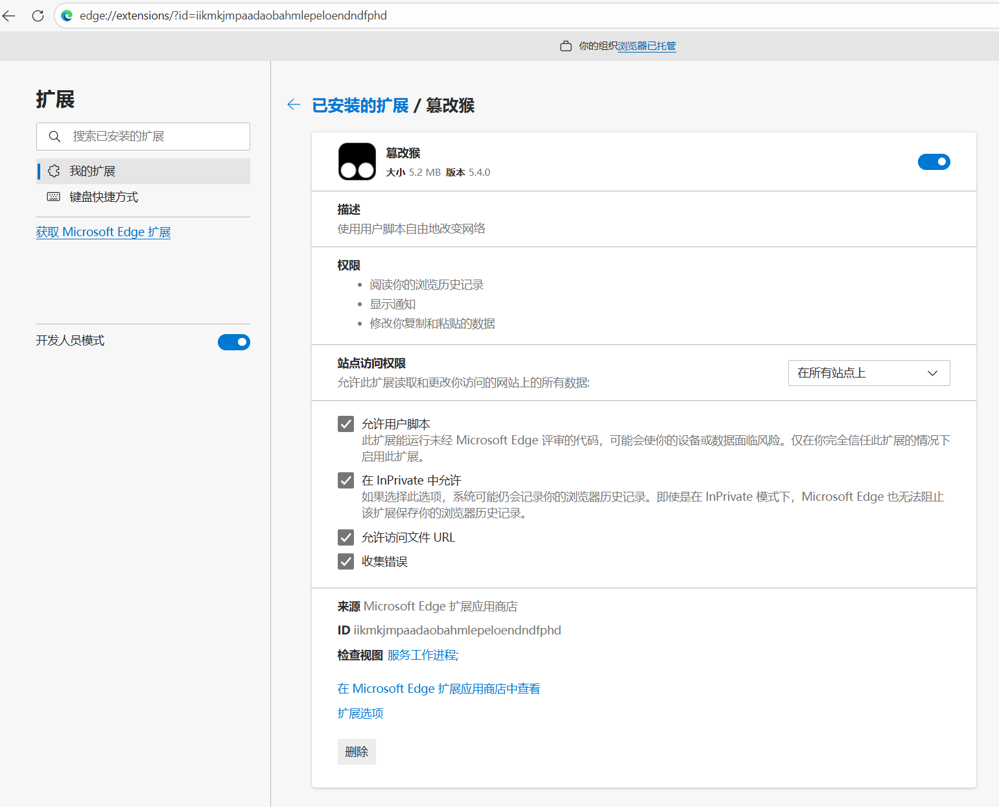 edge://extensions/?id=iikmkjmpaadaobahmlepeloendndfphd
你的组织浏览器已托管
扩展
搜索已安装的扩展
我的扩展
键盘快捷方式
获取 Microsoft Edge 扩展
开发人员模式
已安装的扩展 / 篡改猴
篡改猴
大小 5.2 MB 版本 5.4.0
描述
使用用户脚本自由地改变网络
权限
阅读你的浏览历史记录
显示通知
修改你复制和粘贴的数据
站点访问权限
允许此扩展读取和更改你访问的网站上的所有数据:
在所有站点上
允许用户脚本
此扩展能运行未经 Microsoft Edge 评审的代码，可能会使你的设备或数据面临风险。仅在你完全信任此扩展的情况下
启用此扩展。
在 InPrivate 中允许
如果选择此选项，系统可能仍会记录你的浏览器历史记录。即使是在 InPrivate 模式下，Microsoft Edge 也无法阻止
该扩展保存你的浏览器历史记录。
允许访问文件 URL
收集错误
来源 Microsoft Edge 扩展应用商店
ID iikmkjmpaadaobahmlepeloendndfphd
检查视图 服务工作进程;
在 Microsoft Edge 扩展应用商店中查看
扩展选项
删除